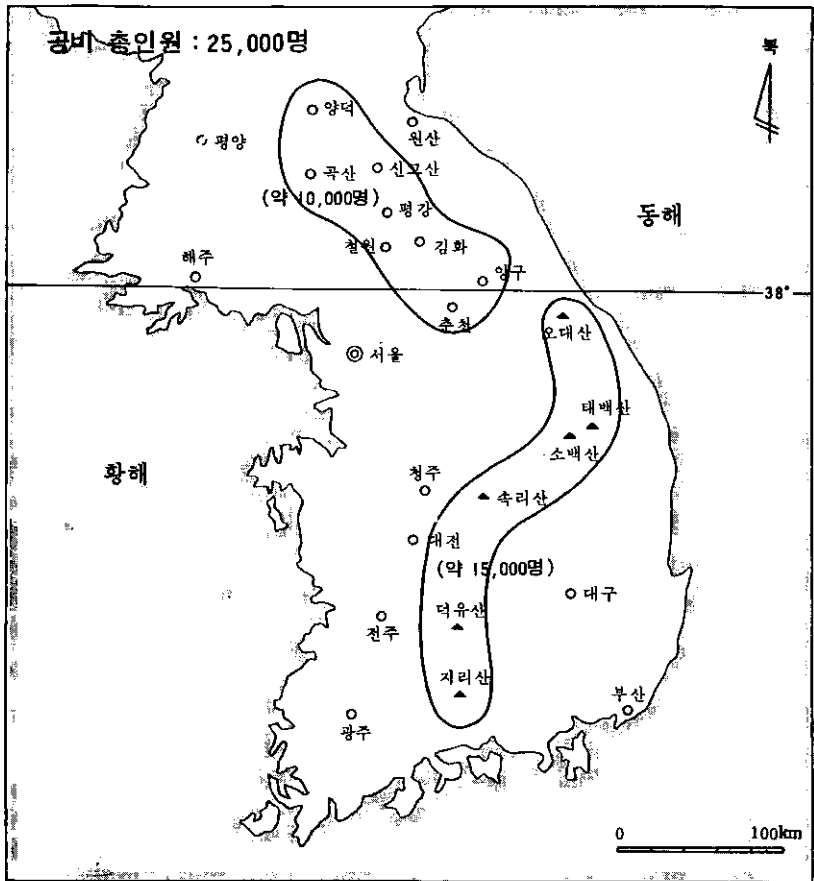 공비 총인원 : 25,000명
북
양덕
원산
평양
곡산
신고산
(약 10,000명)
평강
동해
철원
김화
해주
양구
38°
춘천
오대산
서울
태백산
소백산
황해
청주
속리산
대전
(약 15,000명)
대구
덕유산
전주
지리산
부산
광주
0
100km